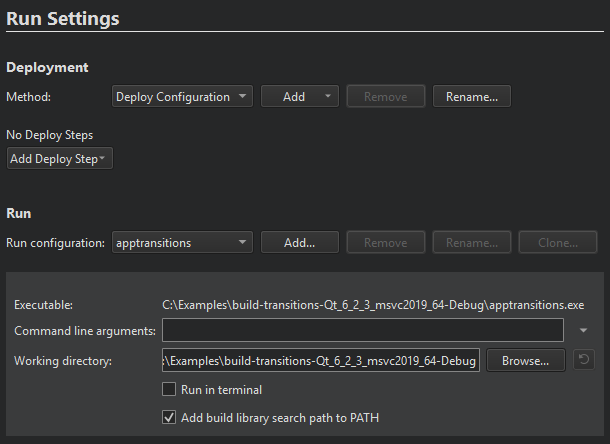 Run Settings
Deployment
Method: Deploy Configuration Add Remove Rename...
No Deploy Steps
Add Deploy Step
Run
Run configuration: apptransitions Add... Remove Rename... Clone...
Executable: C:\Examples\build-transitions-Qt_6_2_3_msvc2019_64-Debug\apptransitions.exe
Command line arguments:
Working directory: :\Examples\build-transitions-Qt_6_2_3_msvc2019_64-Debug Browse...
Run in terminal
Add build library search path to PATH